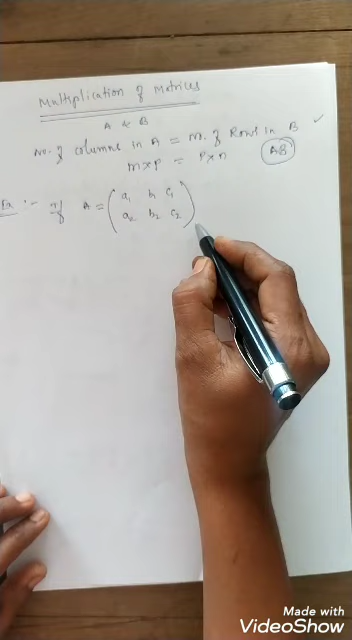 Multiplication of Matrices
A & B
no. of columns in A = no. of Rows in B ✓
m×p = p×n AB
Ex :- If A = ( a₁ b₁ c₁
a₂ b₂ c₂ )
Made with
VideoShow